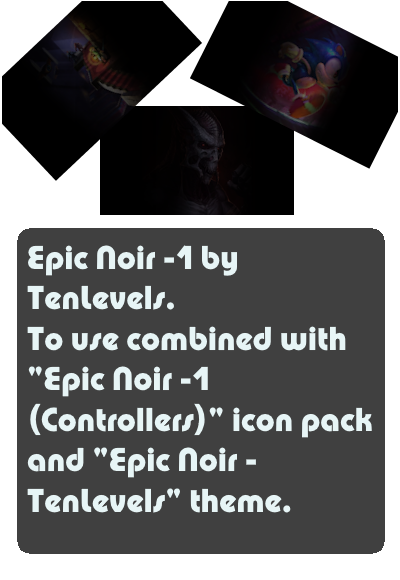 Epic Noir -1 by
TenLevels.
To use combined with
"Epic Noir -1
(Controllers)" icon pack
and "Epic Noir -
TenLevels" theme.